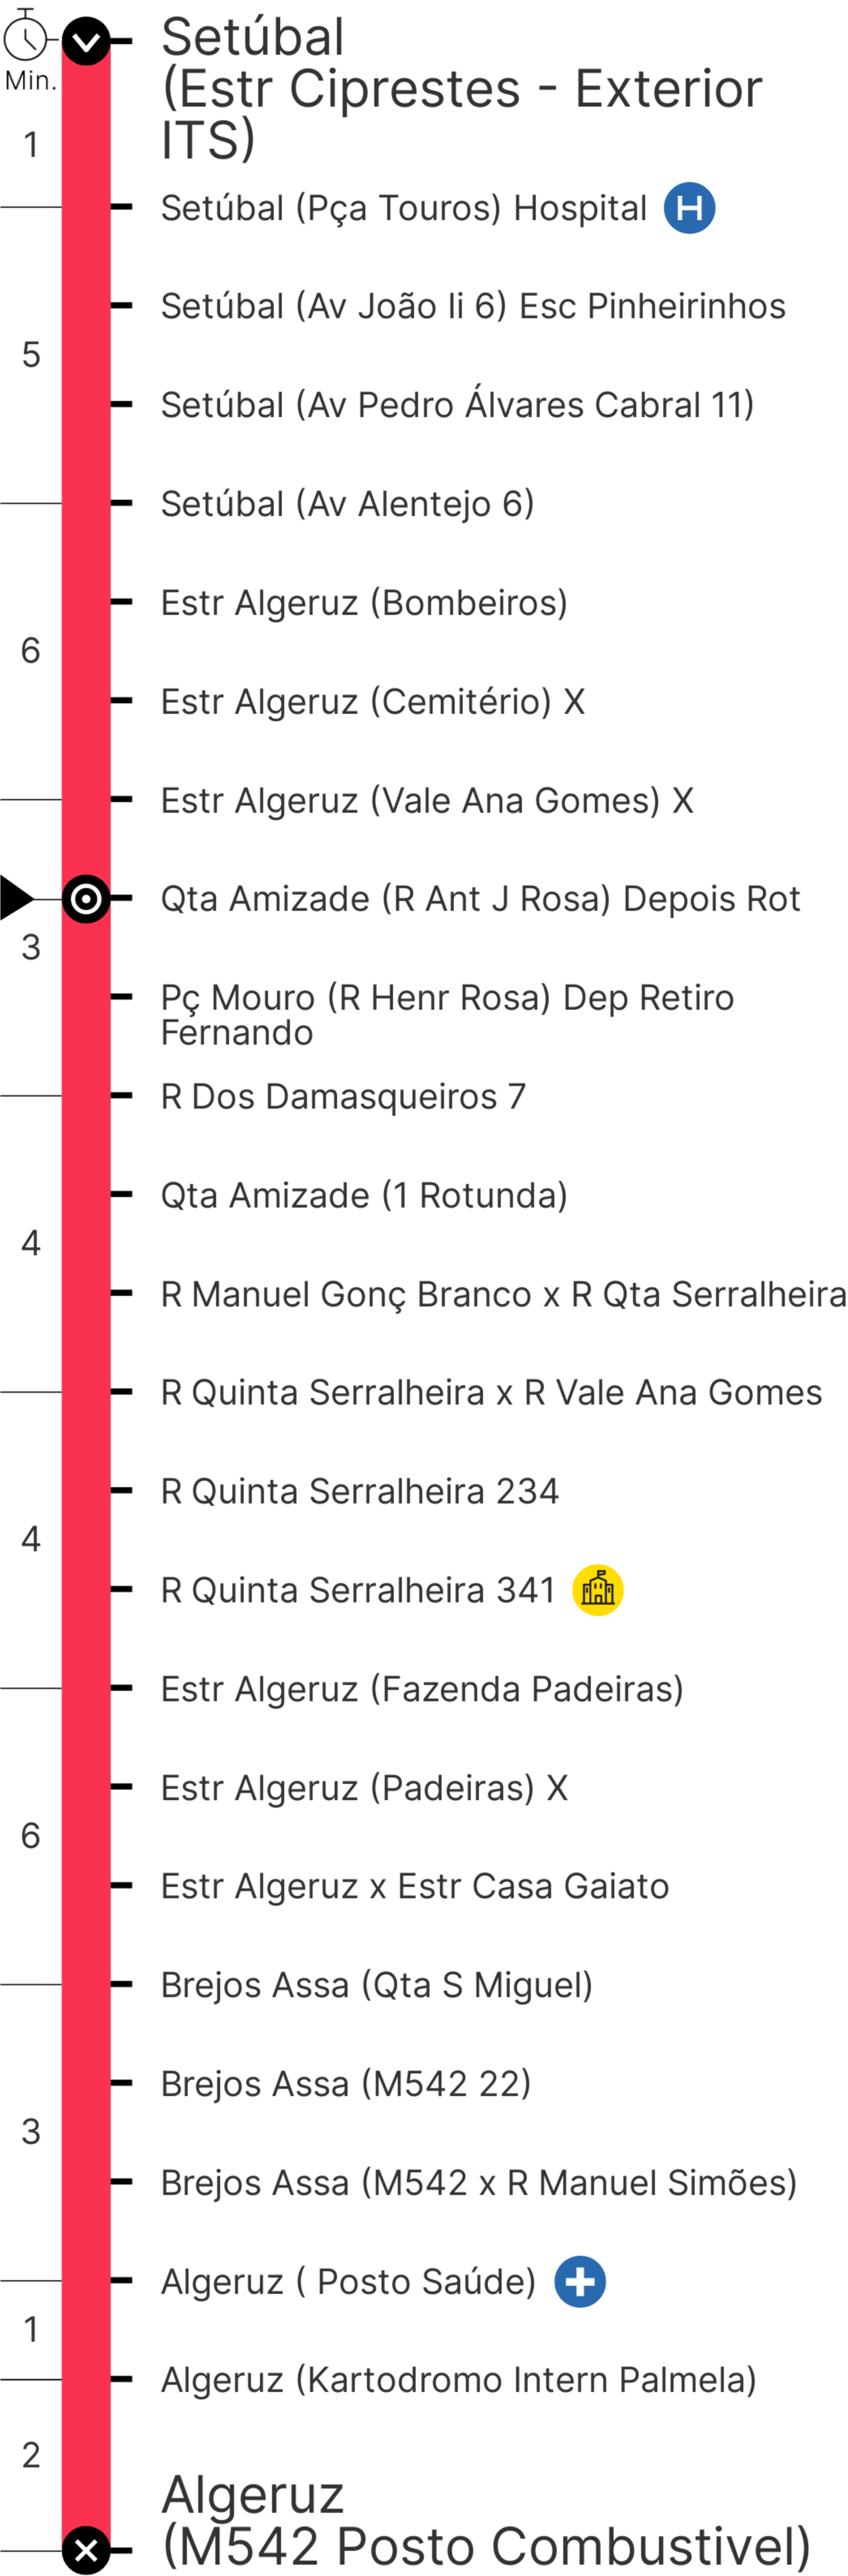 Setúbal
(Estr Ciprestes - Exterior
ITS)
Min.
1
Setúbal (Pça Touros) Hospital H
Setúbal (Av João Ii 6) Esc Pinheirinhos
5
Setúbal (Av Pedro Álvares Cabral 11)
Setúbal (Av Alentejo 6)
Estr Algeruz (Bombeiros)
6
Estr Algeruz (Cemitério) X
Estr Algeruz (Vale Ana Gomes) X
Qta Amizade (R Ant J Rosa) Depois Rot
3
Pç Mouro (R Henr Rosa) Dep Retiro
Fernando
R Dos Damasqueiros 7
Qta Amizade (1 Rotunda)
4
R Manuel Gonç Branco x R Qta Serralheira
R Quinta Serralheira x R Vale Ana Gomes
R Quinta Serralheira 234
4
R Quinta Serralheira 341
Estr Algeruz (Fazenda Padeiras)
Estr Algeruz (Padeiras) X
6
Estr Algeruz x Estr Casa Gaiato
Brejos Assa (Qta S Miguel)
Brejos Assa (M542 22)
3
Brejos Assa (M542 x R Manuel Simões)
Algeruz ( Posto Saúde)
1
Algeruz (Kartodromo Intern Palmela)
2
Algeruz
(M542 Posto Combustivel)